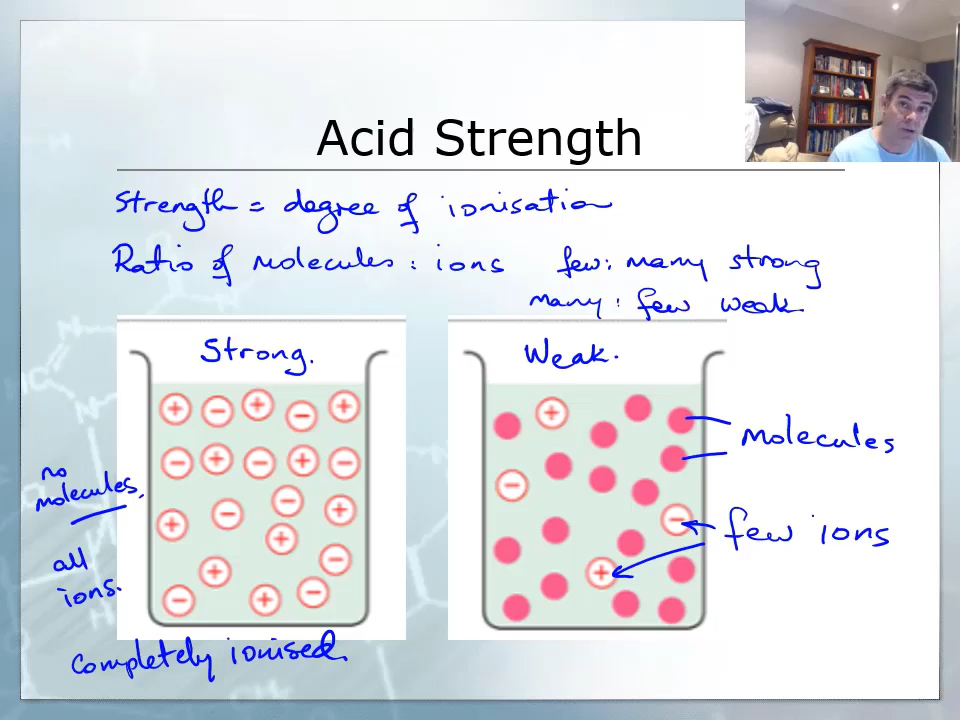 Acid Strength
Strength = degree of ionisation
Ratio of molecules : ions few : many strong
many : few weak
Strong.
Weak.
+ - + - +
- + - + -
+ - - + +
+ -
- + -
+
-
-
+
molecules
few ions
no
molecules,
all
ions.
completely ionised.